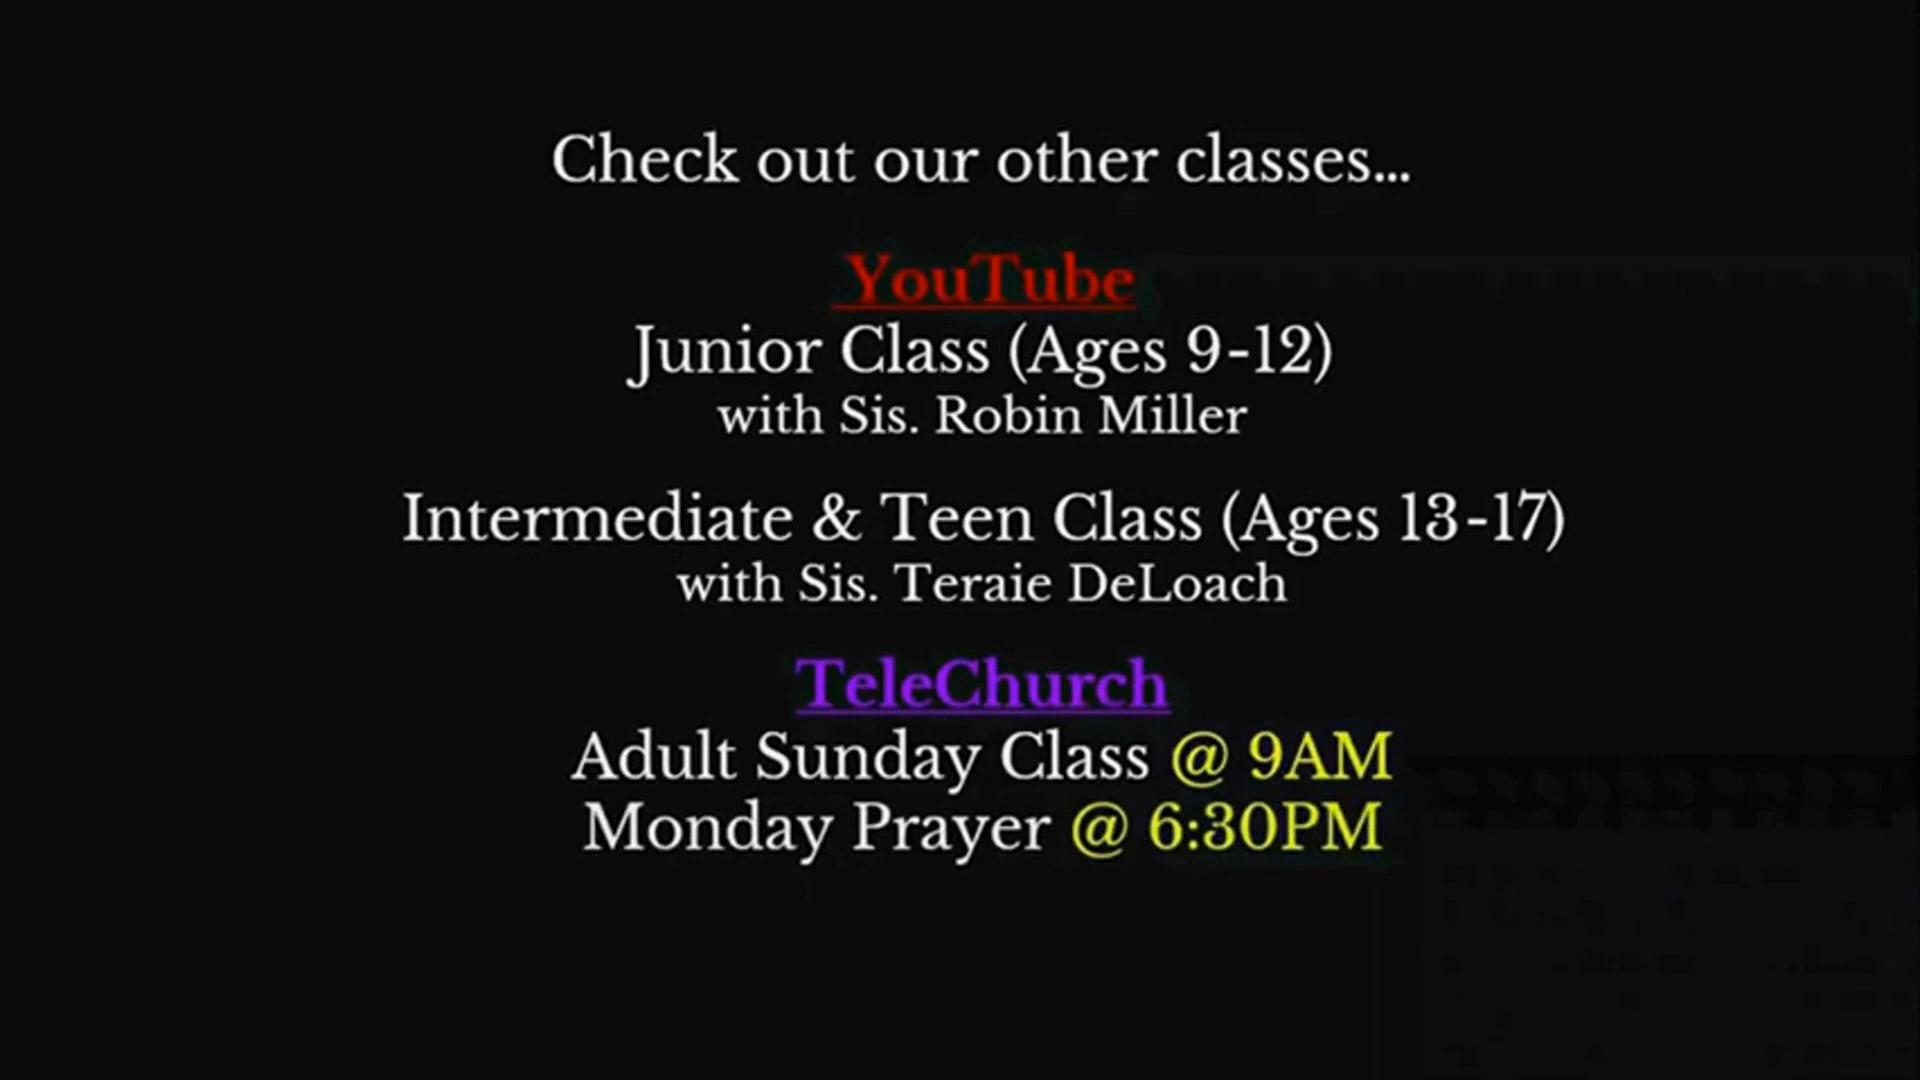 Check out our other classes...
YouTube
Junior Class (Ages 9-12)
with Sis. Robin Miller
Intermediate & Teen Class (Ages 13-17)
with Sis. Teraie DeLoach
TeleChurch
Adult Sunday Class @ 9AM
Monday Prayer @ 6:30PM